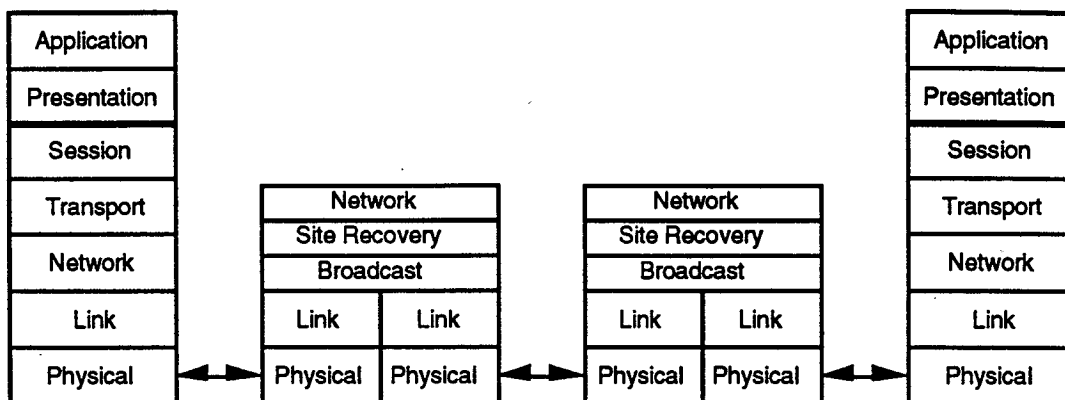 Application
Presentation
Session
Transport
Network
Link
Physical
Network
Site Recovery
Broadcast
Link Link
Physical Physical
Network
Site Recovery
Broadcast
Link Link
Physical Physical
Application
Presentation
Session
Transport
Network
Link
Physical